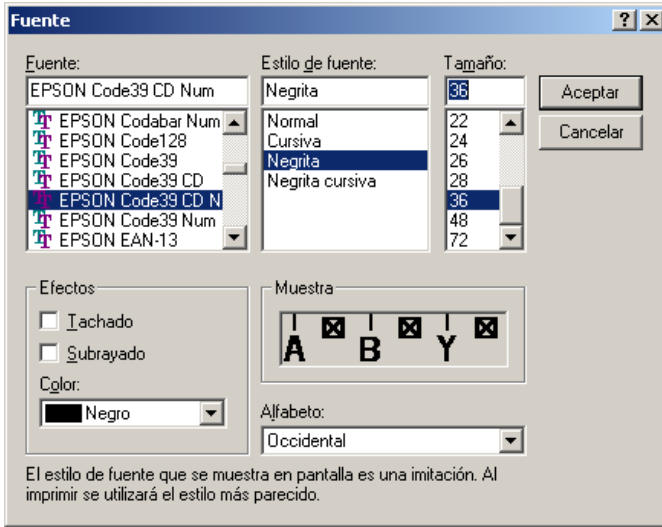 Fuente
Fuente:
EPSON Code39 CD Num
EPSON Codabar Num
EPSON Code128
EPSON Code39
EPSON Code39 CD
EPSON Code39 CD N
EPSON Code39 Num
EPSON EAN-13
Estilo de fuente:
Negrita
Normal
Cursiva
Negrita
Negrita cursiva
Tamaño:
36
22
24
26
28
36
48
72
Aceptar
Cancelar
Efectos
Tachado
Subrayado
Color:
Negro
Muestra
A B Y
Alfabeto:
Occidental
El estilo de fuente que se muestra en pantalla es una imitación. Al
imprimir se utilizará el estilo más parecido.